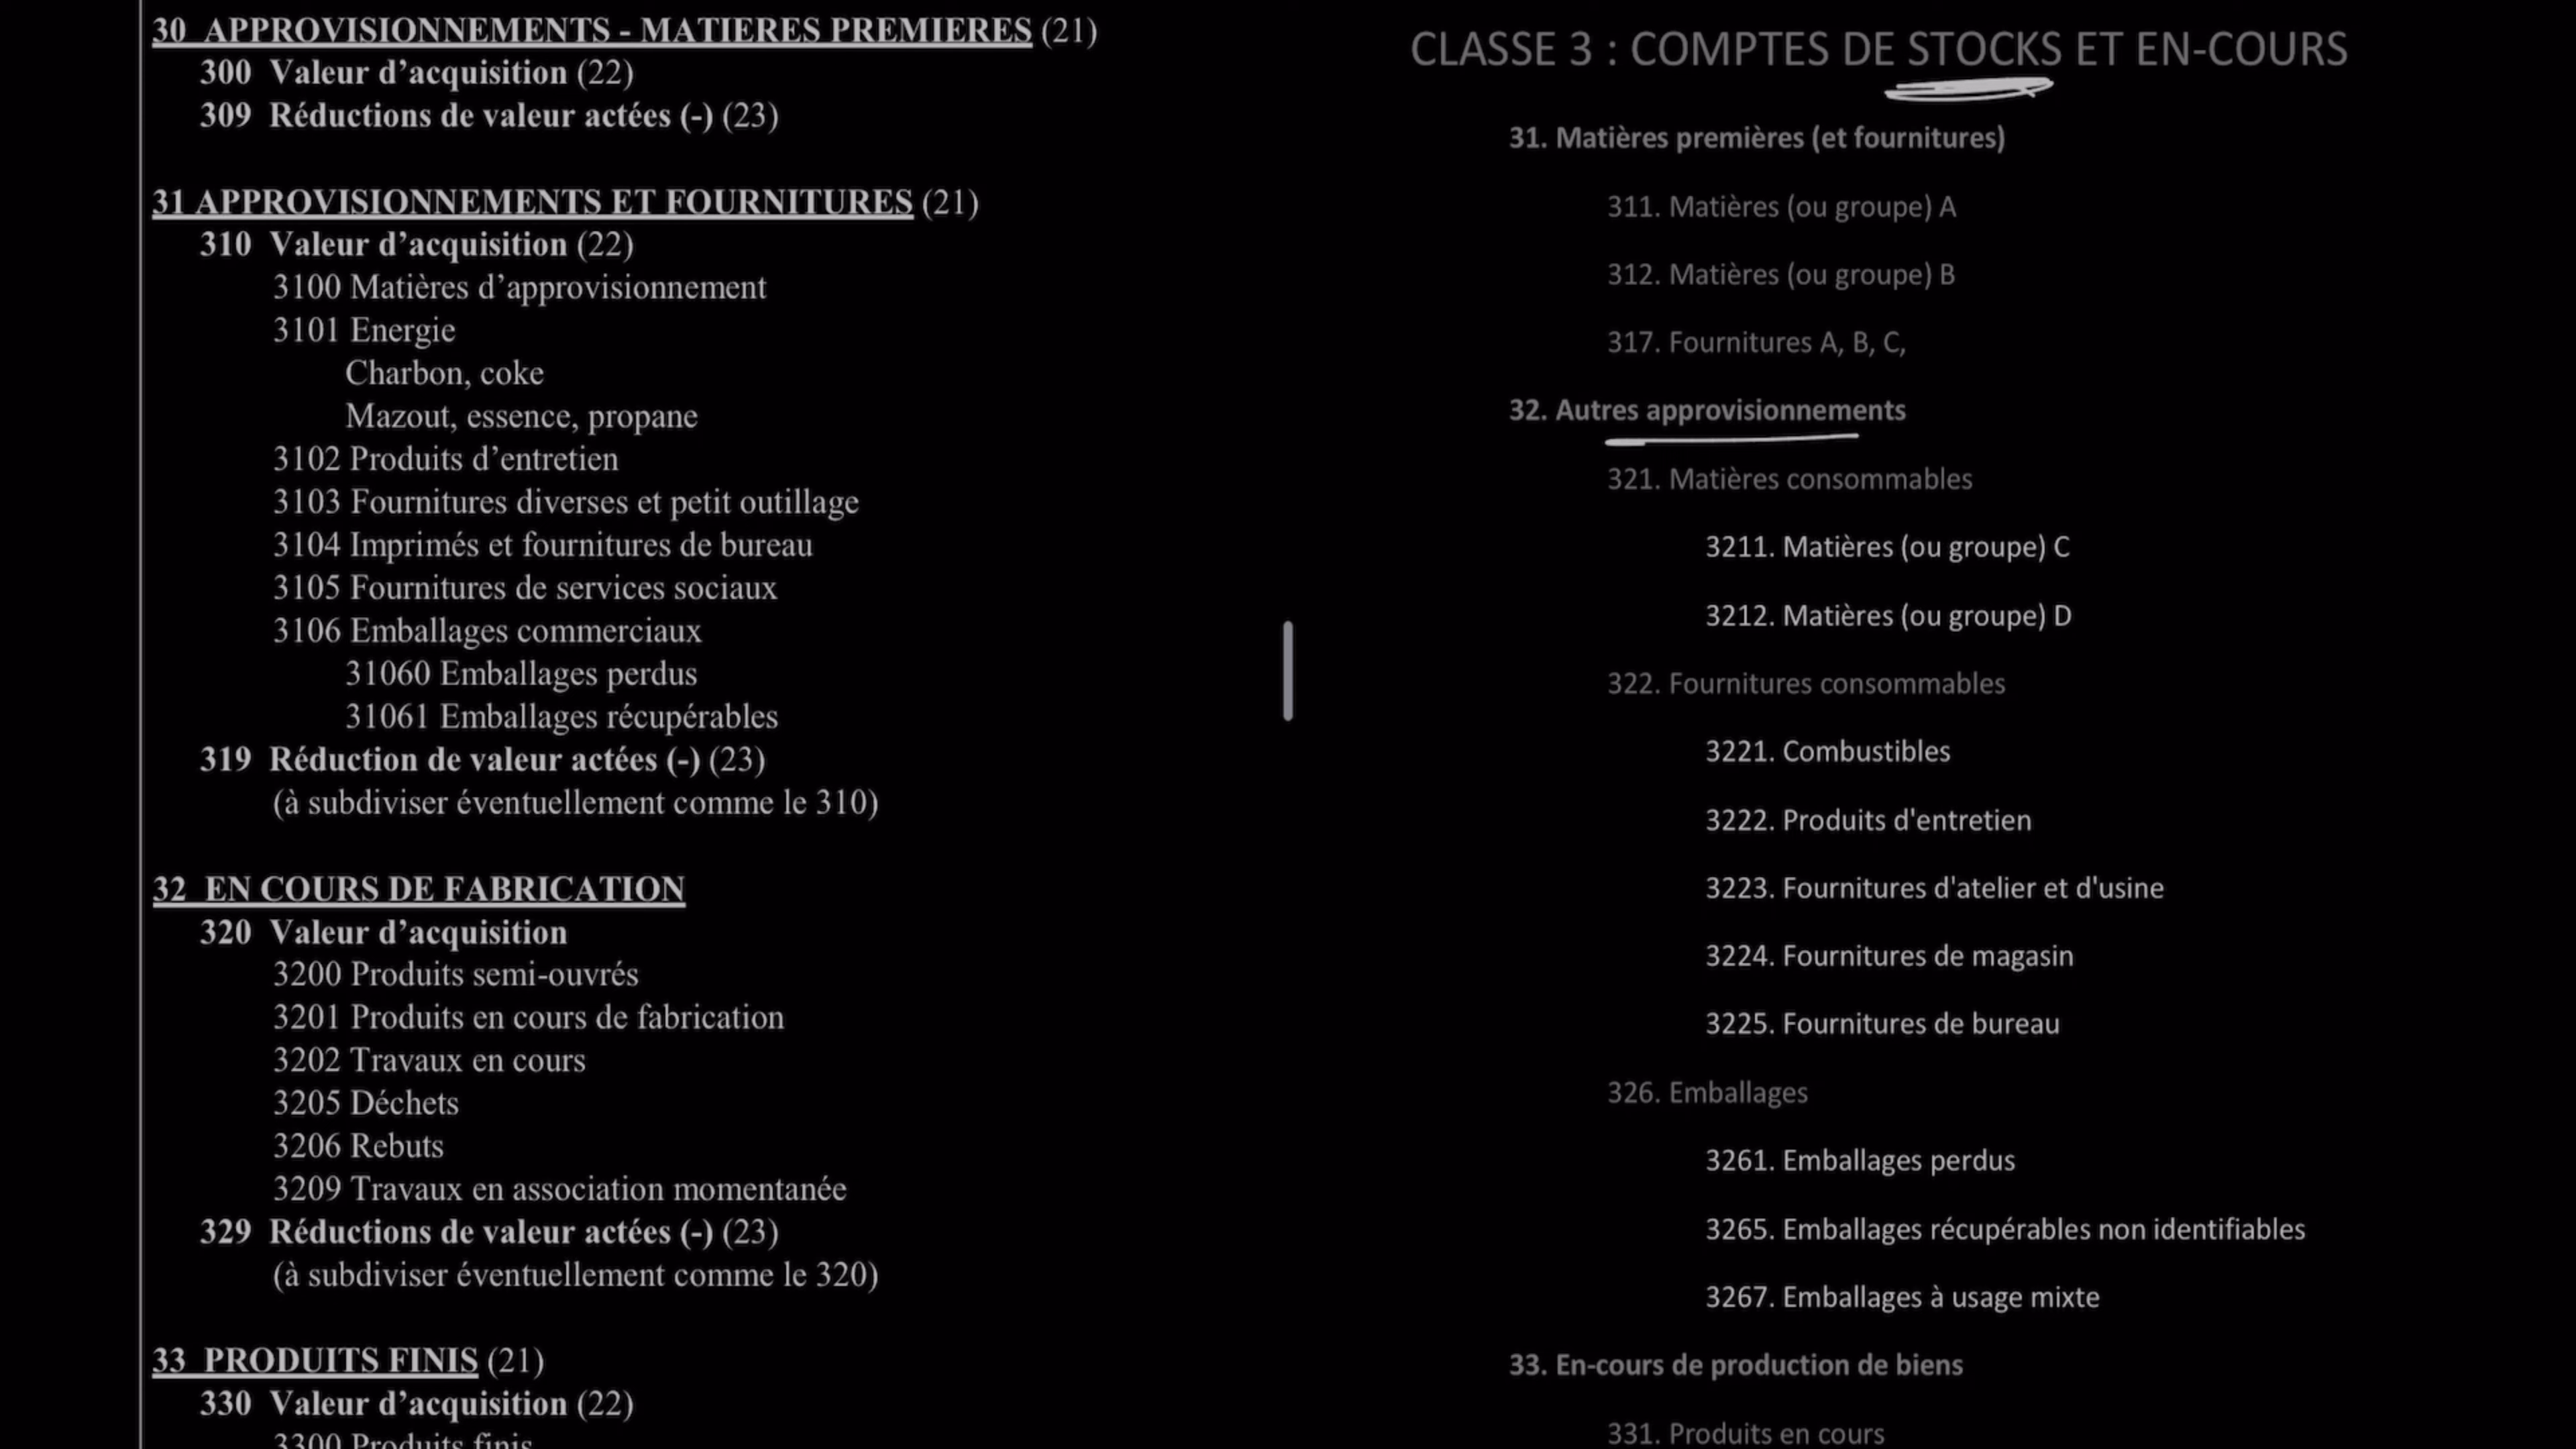 30 APPROVISIONNEMENTS - MATIERES PREMIERES (21)
300 Valeur d’acquisition (22)
309 Réductions de valeur actées (-) (23)
31 APPROVISIONNEMENTS ET FOURNITURES (21)
310 Valeur d’acquisition (22)
3100 Matières d’approvisionnement
3101 Energie
Charbon, coke
Mazout, essence, propane
3102 Produits d’entretien
3103 Fournitures diverses et petit outillage
3104 Imprimés et fournitures de bureau
3105 Fournitures de services sociaux
3106 Emballages commerciaux
31060 Emballages perdus
31061 Emballages récupérables
319 Réduction de valeur actées (-) (23)
(à subdiviser éventuellement comme le 310)
32 EN COURS DE FABRICATION
320 Valeur d’acquisition
3200 Produits semi-ouvrés
3201 Produits en cours de fabrication
3202 Travaux en cours
3205 Déchets
3206 Rebuts
3209 Travaux en association momentanée
329 Réductions de valeur actées (-) (23)
(à subdiviser éventuellement comme le 320)
33 PRODUITS FINIS (21)
330 Valeur d’acquisition (22)
3300 Produits finis
CLASSE 3 : COMPTES DE STOCKS ET EN-COURS
31. Matières premières (et fournitures)
311. Matières (ou groupe) A
312. Matières (ou groupe) B
317. Fournitures A, B, C,
32. Autres approvisionnements
321. Matières consommables
3211. Matières (ou groupe) C
3212. Matières (ou groupe) D
322. Fournitures consommables
3221. Combustibles
3222. Produits d'entretien
3223. Fournitures d'atelier et d'usine
3224. Fournitures de magasin
3225. Fournitures de bureau
326. Emballages
3261. Emballages perdus
3265. Emballages récupérables non identifiables
3267. Emballages à usage mixte
33. En-cours de production de biens
331. Produits en cours